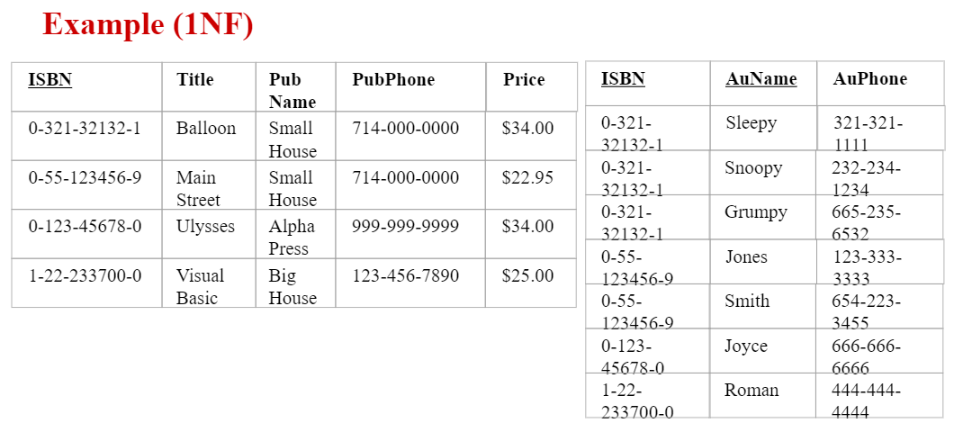 Example (1NF)
ISBN Title Pub Name PubPhone Price
0-321-32132-1 Balloon Small House 714-000-0000 $34.00
0-55-123456-9 Main Street Small House 714-000-0000 $22.95
0-123-45678-0 Ulysses Alpha Press 999-999-9999 $34.00
1-22-233700-0 Visual Basic Big House 123-456-7890 $25.00
ISBN AuName AuPhone
0-321-32132-1 Sleepy 321-321-1111
0-321-32132-1 Snoopy 232-234-1234
0-321-32132-1 Grumpy 665-235-6532
0-55-123456-9 Jones 123-333-3333
0-55-123456-9 Smith 654-223-3455
0-123-45678-0 Joyce 666-666-6666
1-22-233700-0 Roman 444-444-4444